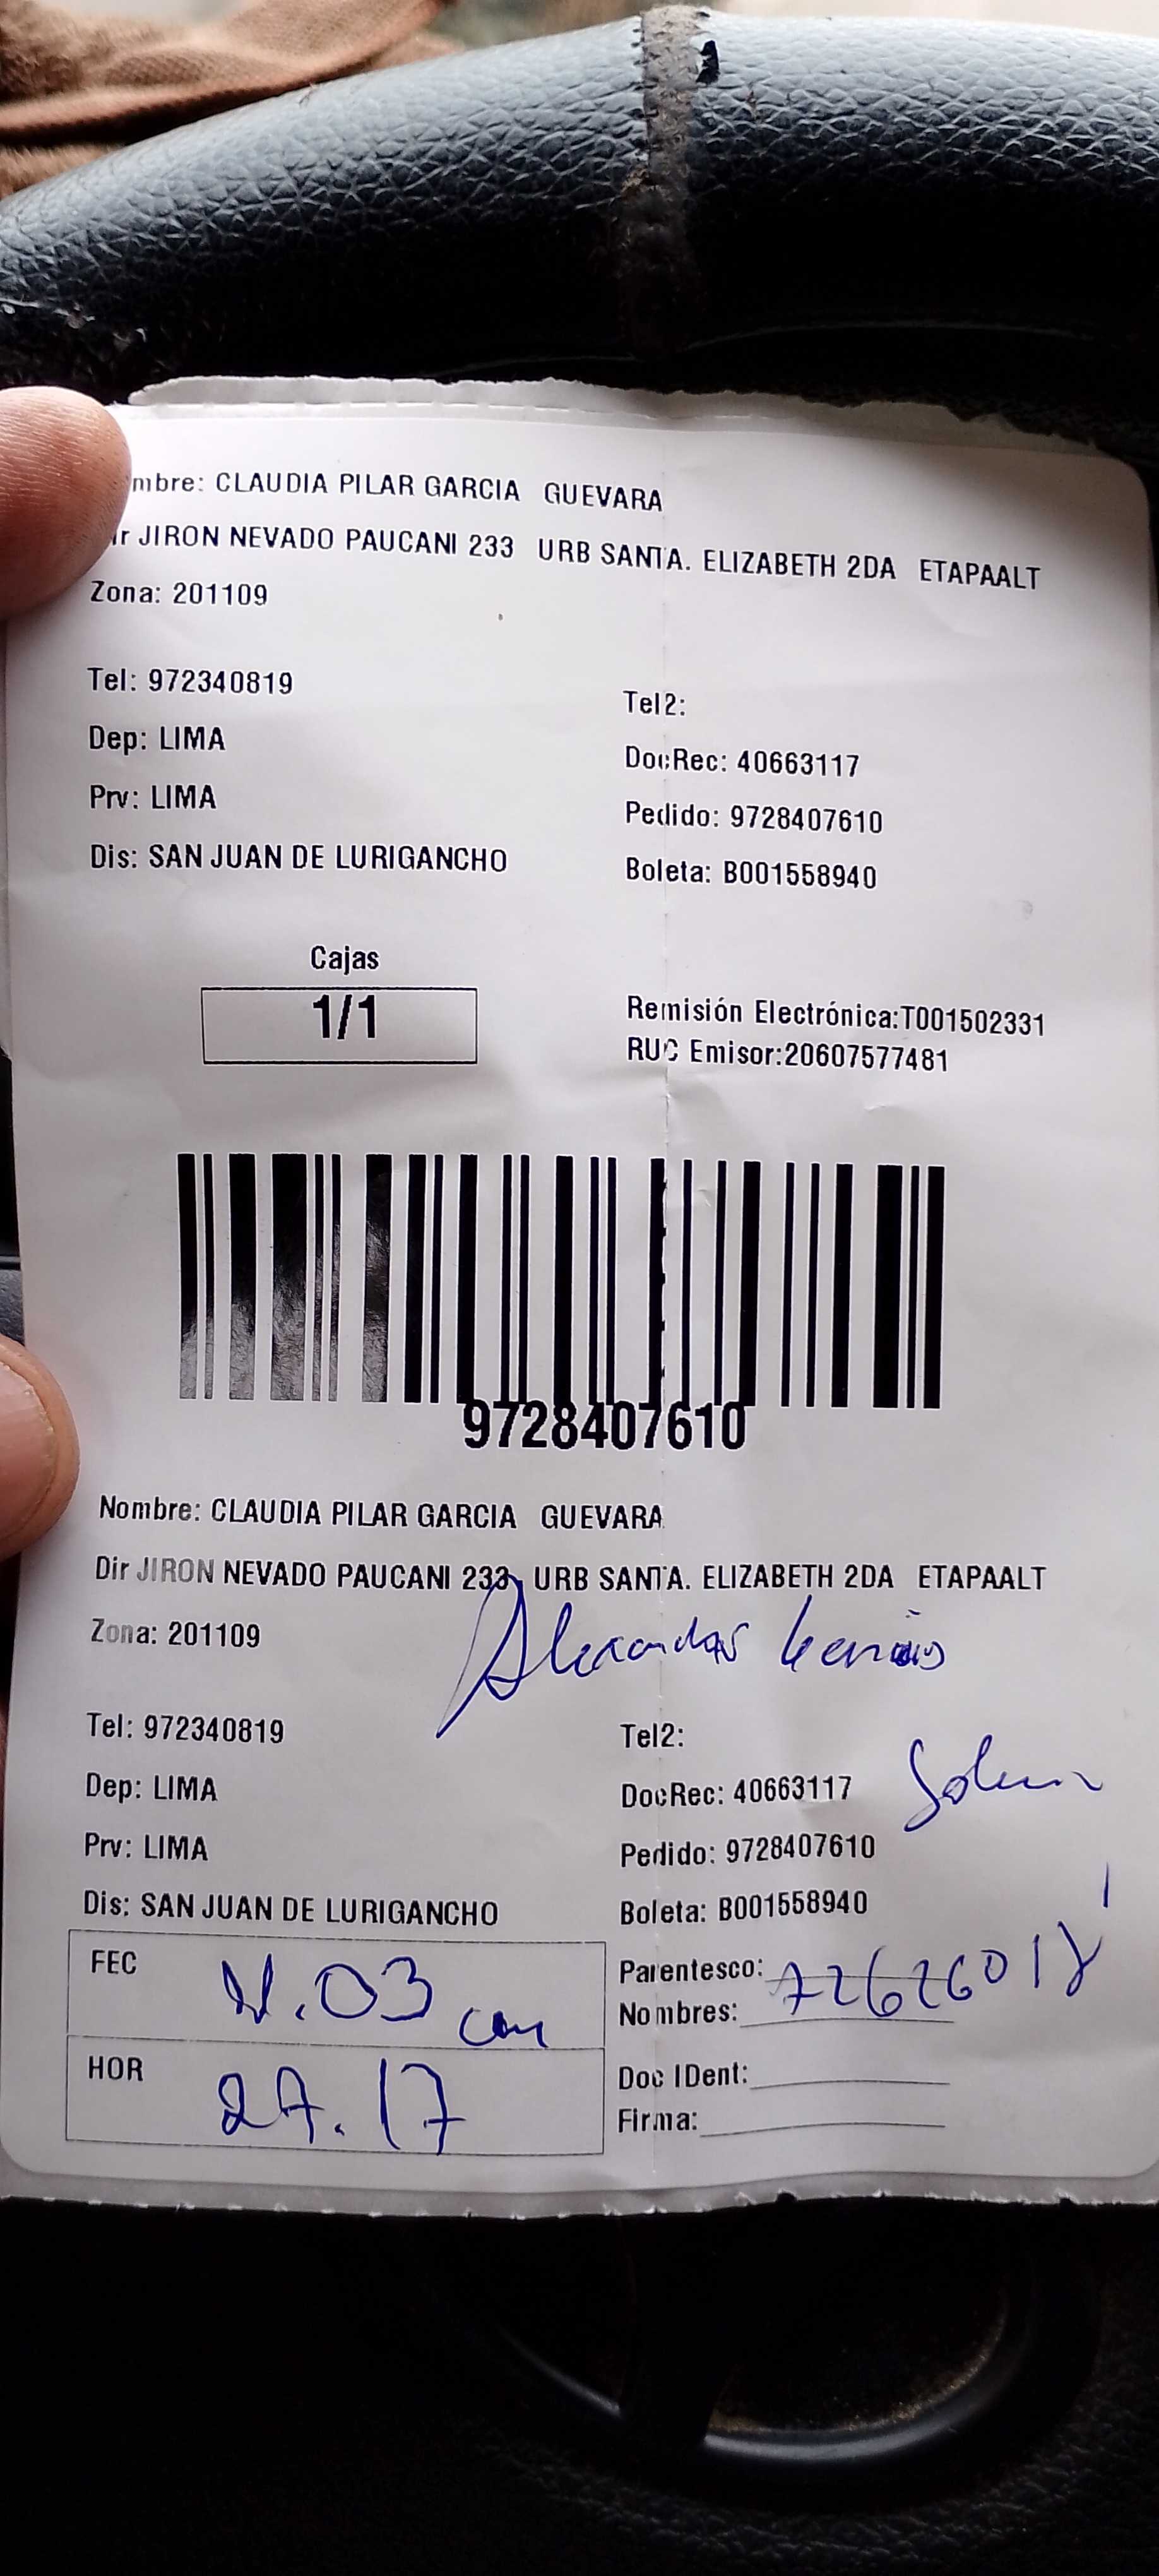 mbre: CLAUDIA PILAR GARCIA GUEVARA
ir JIRON NEVADO PAUCANI 233 URB SANTA. ELIZABETH 2DA ETAPAALT
Zona: 201109
Tel: 972340819
Tel2:
Dep: LIMA
DocRec: 40663117
Prv: LIMA
Pedido: 9728407610
Dis: SAN JUAN DE LURIGANCHO
Boleta: B001558940
Cajas
1/1
Remisión Electrónica:T001502331
RUC Emisor:20607577481
9728407610
Nombre: CLAUDIA PILAR GARCIA GUEVARA
Dir JIRON NEVADO PAUCANI 233 URB SANTA. ELIZABETH 2DA ETAPAALT
Zona: 201109
Tel: 972340819
Tel2:
Dep: LIMA
DocRec: 40663117
Prv: LIMA
Pedido: 9728407610
Dis: SAN JUAN DE LURIGANCHO
Boleta: B001558940
FEC
Parentesco: 72626018
Nombres:
HOR
Doc IDent:
Firma: